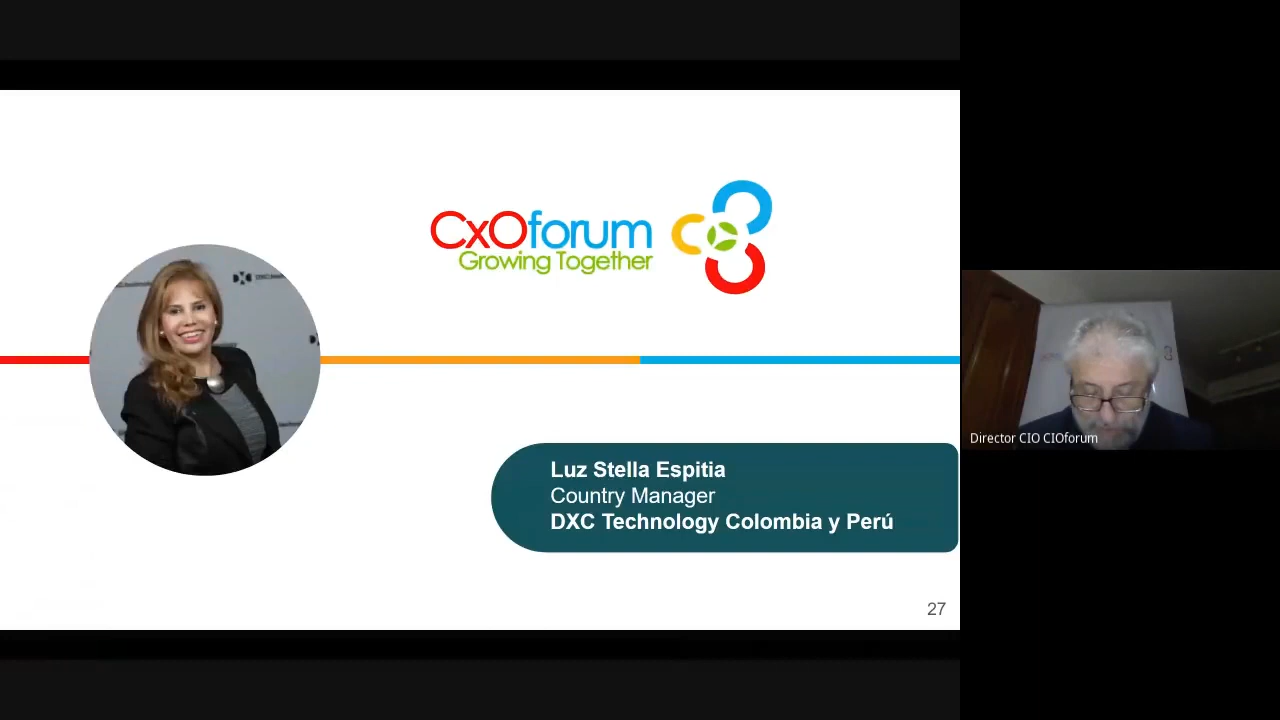 CxOforum
Growing Together
Luz Stella Espitia
Country Manager
DXC Technology Colombia y Perú
27
Director CIO CIOforum